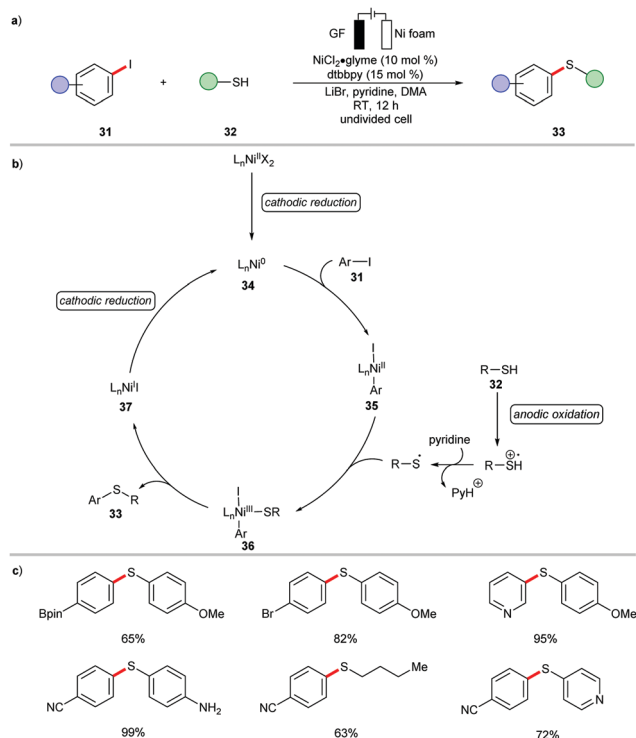 a)
GF
Ni foam
NiCl₂•glyme (10 mol %)
dtbbpy (15 mol %)
LiBr, pyridine, DMA
RT, 12 h
undivided cell
I
+
SH
S
31
32
33
b)
LₙNiᴵᴵX₂
cathodic reduction
LₙNi⁰
34
Ar—I
31
cathodic reduction
I
LₙNiᴵᴵ
Ar
35
R—SH
32
anodic oxidation
LₙNiᴵI
37
pyridine
R—S•
R—SH⊕•
PyH⊕
Ar S R
33
I
LₙNiᴵᴵᴵ—SR
Ar
36
c)
S
Bpin
OMe
65%
S
Br
OMe
82%
S
N
OMe
95%
S
NC
NH₂
99%
S
Me
NC
63%
S
NC
N
72%